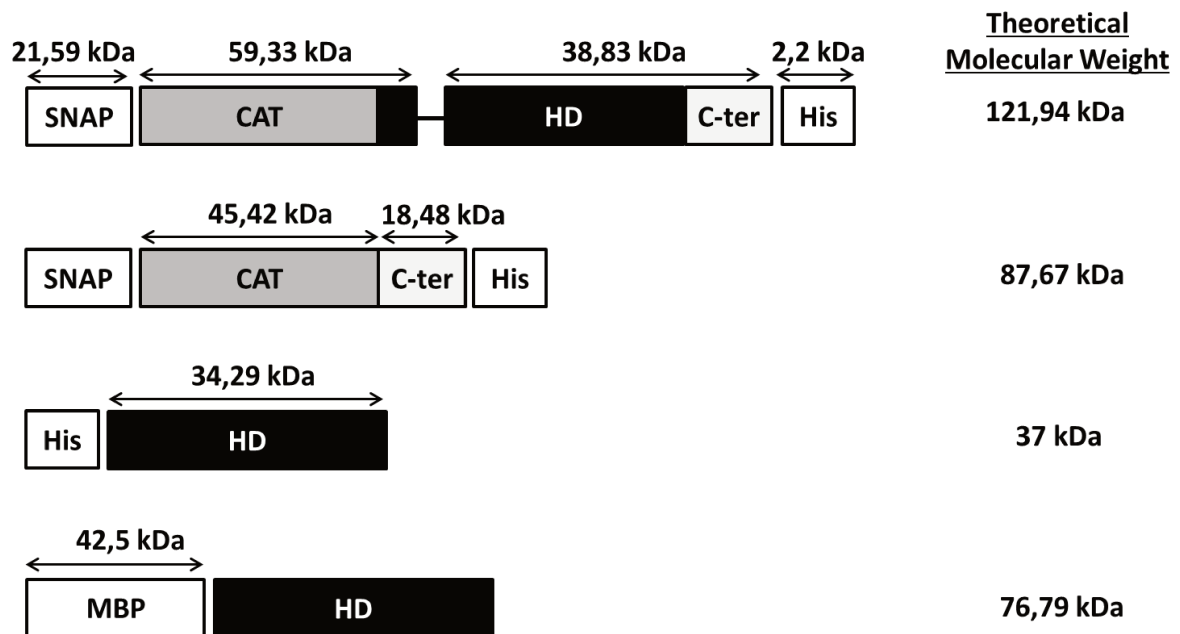 Theoretical
Molecular Weight
21,59 kDa 59,33 kDa 38,83 kDa 2,2 kDa
SNAP CAT HD C-ter His 121,94 kDa
45,42 kDa 18,48 kDa
SNAP CAT C-ter His 87,67 kDa
34,29 kDa
His HD 37 kDa
42,5 kDa
MBP HD 76,79 kDa